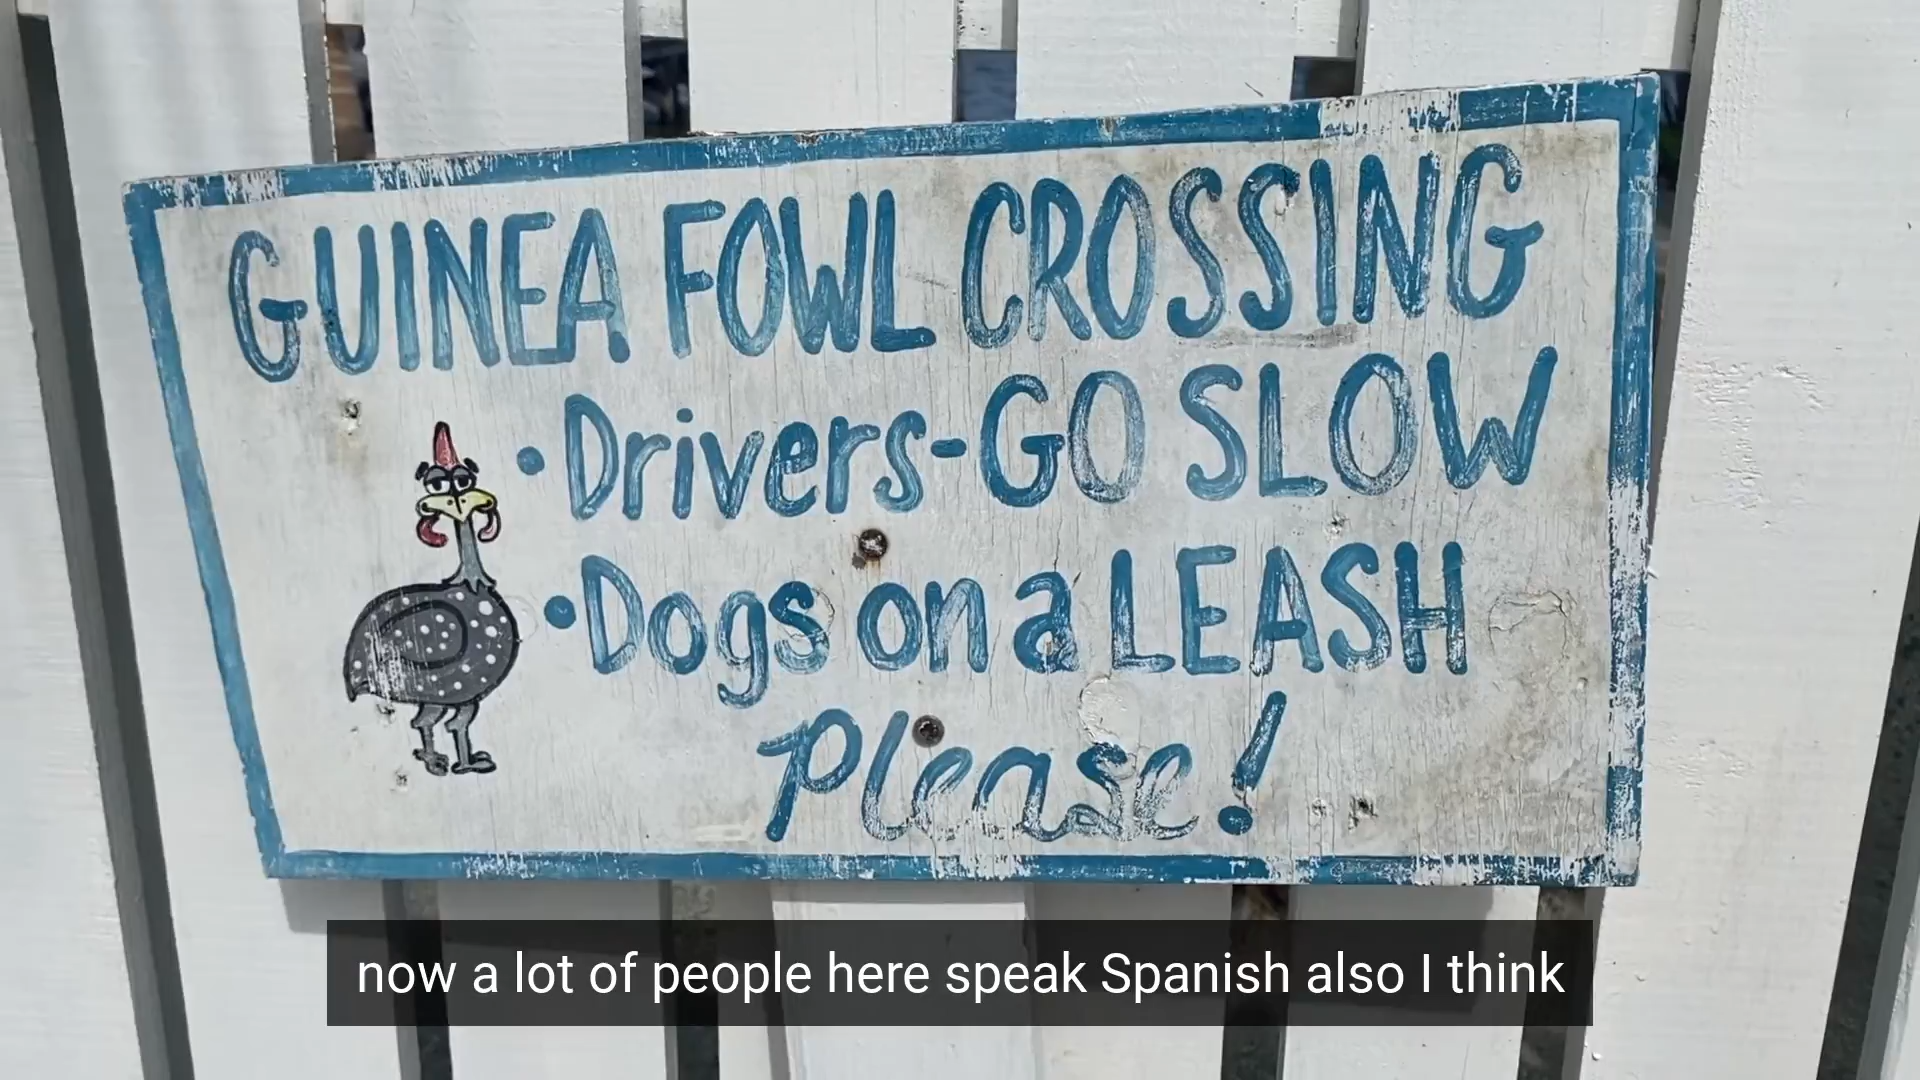 GUINEA FOWL CROSSING
•Drivers-GO SLOW
•Dogs on a LEASH
Please!
now a lot of people here speak Spanish also I think